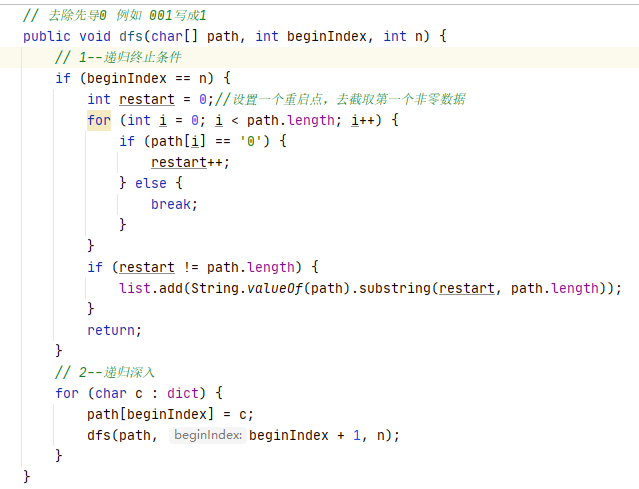 // 去除先导0 例如 001写成1
public void dfs(char[] path, int beginIndex, int n) {
// 1--递归终止条件
if (beginIndex == n) {
int restart = 0;//设置一个重启点，去截取第一个非零数据
for (int i = 0; i < path.length; i++) {
if (path[i] == '0') {
restart++;
} else {
break;
}
}
if (restart != path.length) {
list.add(String.valueOf(path).substring(restart, path.length));
}
return;
}
// 2--递归深入
for (char c : dict) {
path[beginIndex] = c;
dfs(path, beginIndex: beginIndex + 1, n);
}
}